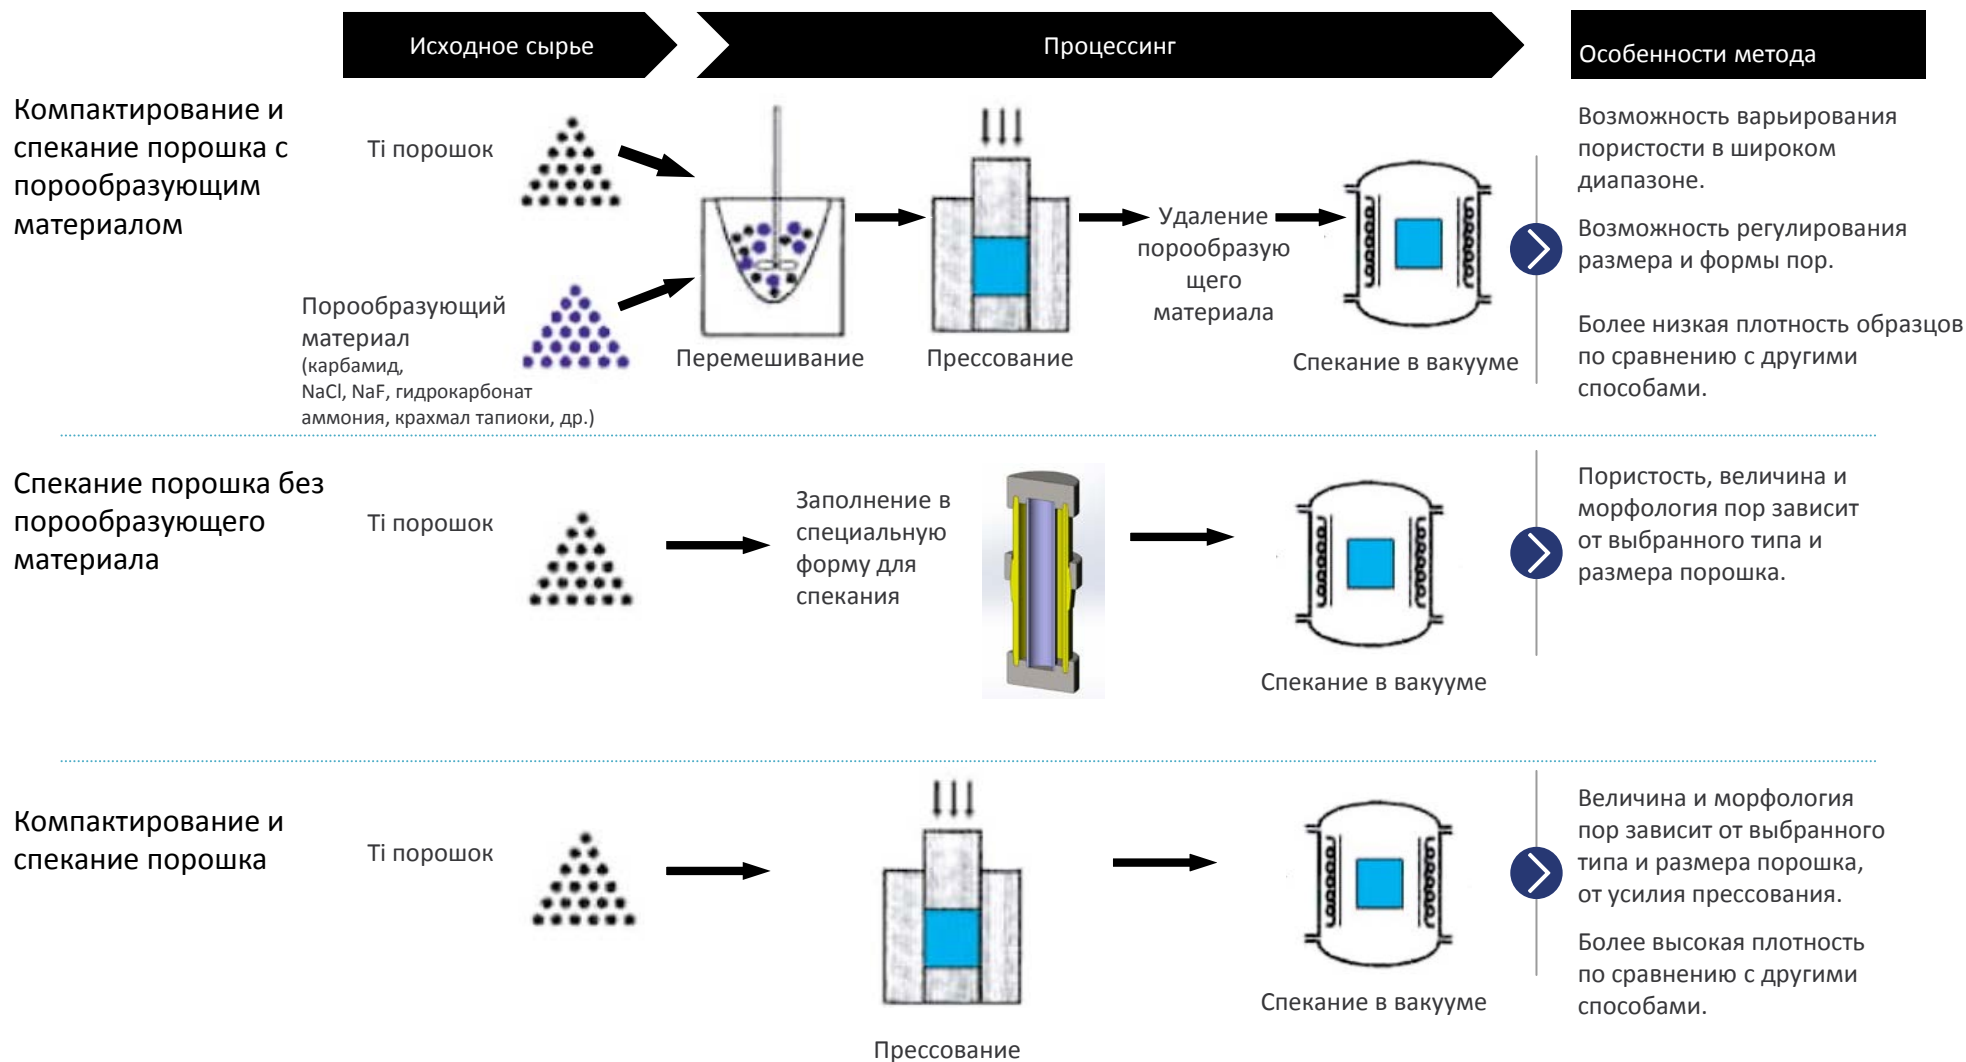 Исходное сырье
Процессинг
Особенности метода
Компактирование и
спекание порошка с
порообразующим
материалом
Ti порошок
Порообразующий
материал
(карбамид,
NaCl, NaF, гидрокарбонат
аммония, крахмал тапиоки, др.)
Перемешивание
Прессование
Удаление
порообразую
щего
материала
Спекание в вакууме
Возможность варьирования
пористости в широком
диапазоне.
Возможность регулирования
размера и формы пор.
Более низкая плотность образцов
по сравнению с другими
способами.
Спекание порошка без
порообразующего
материала
Ti порошок
Заполнение в
специальную
форму для
спекания
Спекание в вакууме
Пористость, величина и
морфология пор зависит
от выбранного типа и
размера порошка.
Компактирование и
спекание порошка
Ti порошок
Прессование
Спекание в вакууме
Величина и морфология
пор зависит от выбранного
типа и размера порошка,
от усилия прессования.
Более высокая плотность
по сравнению с другими
способами.